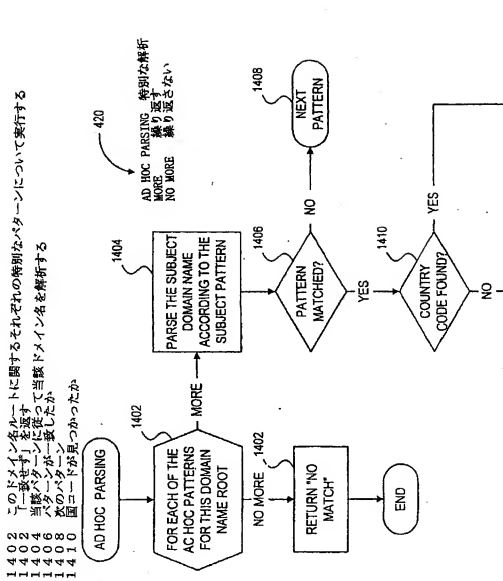 1402 このドメイン名ルートに関するそれぞれの特別なパターンについて実行する
1402 「一致せず」を返す
1404 当該パターンに従って当該ドメイン名を解析する
1406 パターンが一致したか
1408 次のパターン
1410 国コードが見つかったか
420
AD HOC PARSING 特別な解析
MORE 繰り返す
NO MORE 繰り返さない
AD HOC PARSING
1402
FOR EACH OF THE
AC HOC PATTERNS
FOR THIS DOMAIN
NAME ROOT
MORE
NO MORE
1402
RETURN "NO
MATCH"
END
1404
PARSE THE SUBJECT
DOMAIN NAME
ACCORDING TO THE
SUBJECT PATTERN
1406
PATTERN
MATCHED?
NO
YES
1408
NEXT
PATTERN
1410
COUNTRY
CODE FOUND?
YES
NO